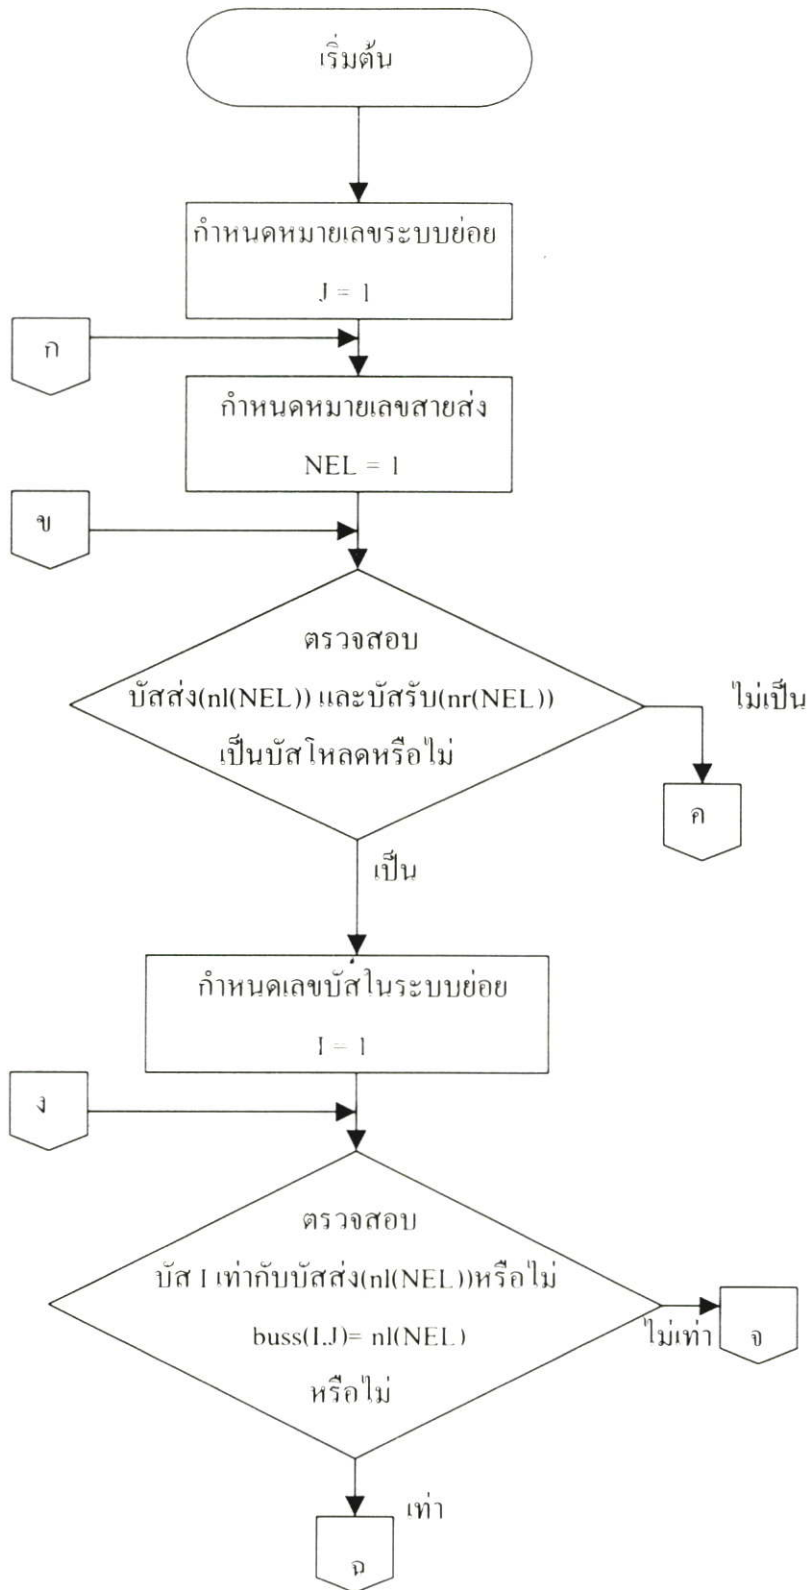 เริ่มต้น
กำหนดหมายเลขระบบย่อย
J = 1
ก
กำหนดหมายเลขสายส่ง
NEL = 1
ข
ตรวจสอบ
บัสส่ง(nl(NEL)) และบัสรับ(nr(NEL))
เป็นบัสโหลดหรือไม่
ไม่เป็น
ค
เป็น
กำหนดเลขบัสในระบบย่อย
I = 1
ง
ตรวจสอบ
บัส I เท่ากับบัสส่ง(nl(NEL))หรือไม่
buss(I,J)= nl(NEL)
หรือไม่
ไม่เท่า
จ
เท่า
ฉ